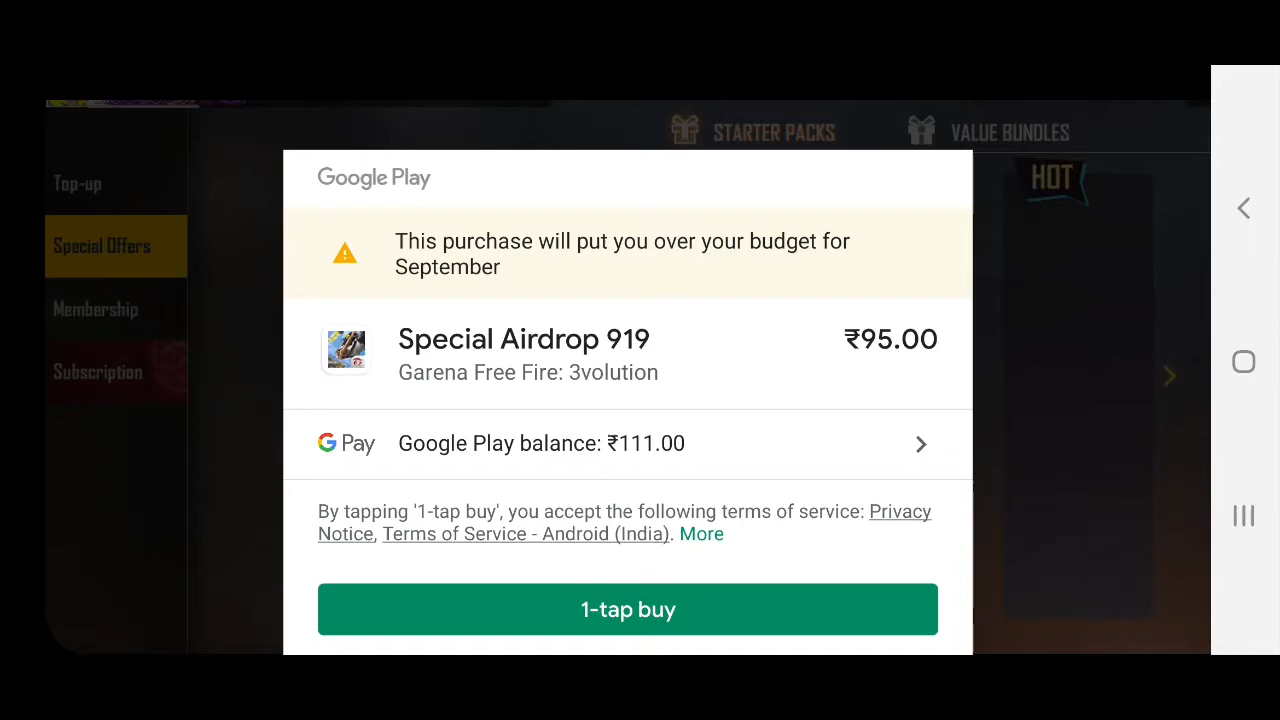 STARTER PACKS
VALUE BUNDLES
Top-up
Special Offers
Membership
Subscription
HOT
Google Play
This purchase will put you over your budget for
September
Special Airdrop 919
₹95.00
Garena Free Fire: 3volution
G Pay
Google Play balance: ₹111.00
By tapping '1-tap buy', you accept the following terms of service: Privacy
Notice, Terms of Service - Android (India). More
1-tap buy